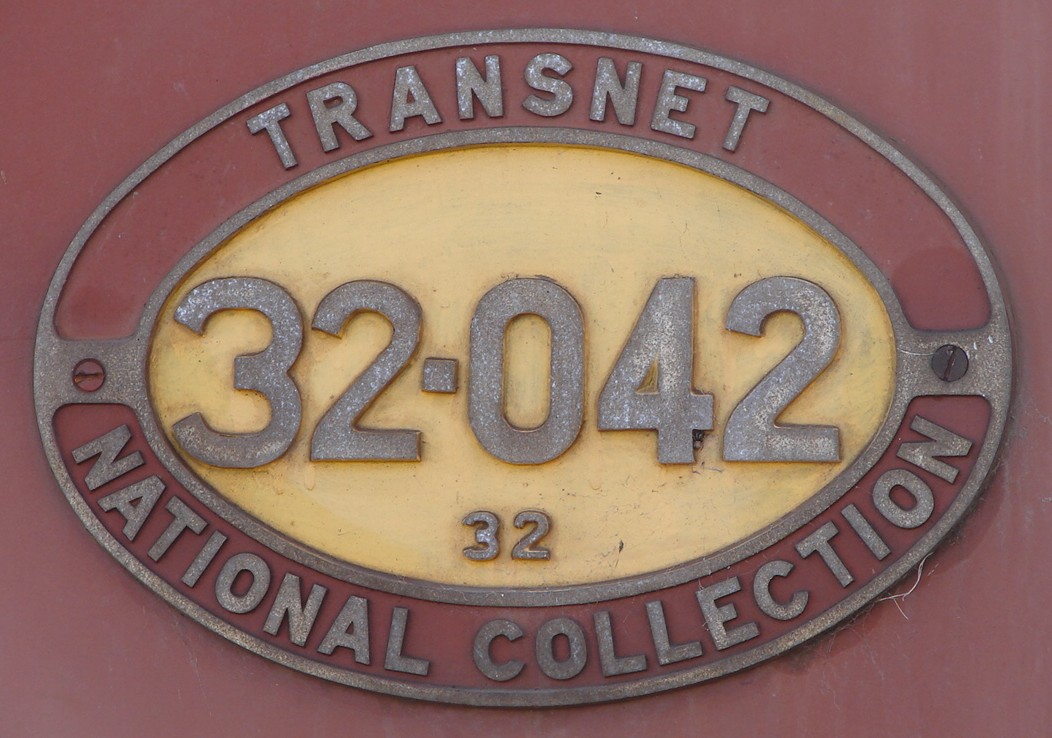 TRANSNET
32·042
32
NATIONAL COLLECTION